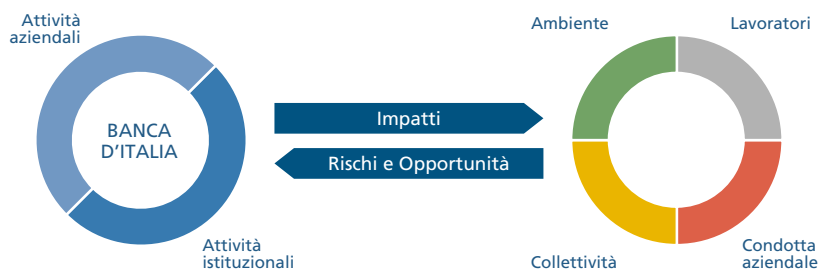 Attività
aziendali
BANCA
D'ITALIA
Attività
istituzionali
Impatti
Rischi e Opportunità
Ambiente
Lavoratori
Collettività
Condotta
aziendale